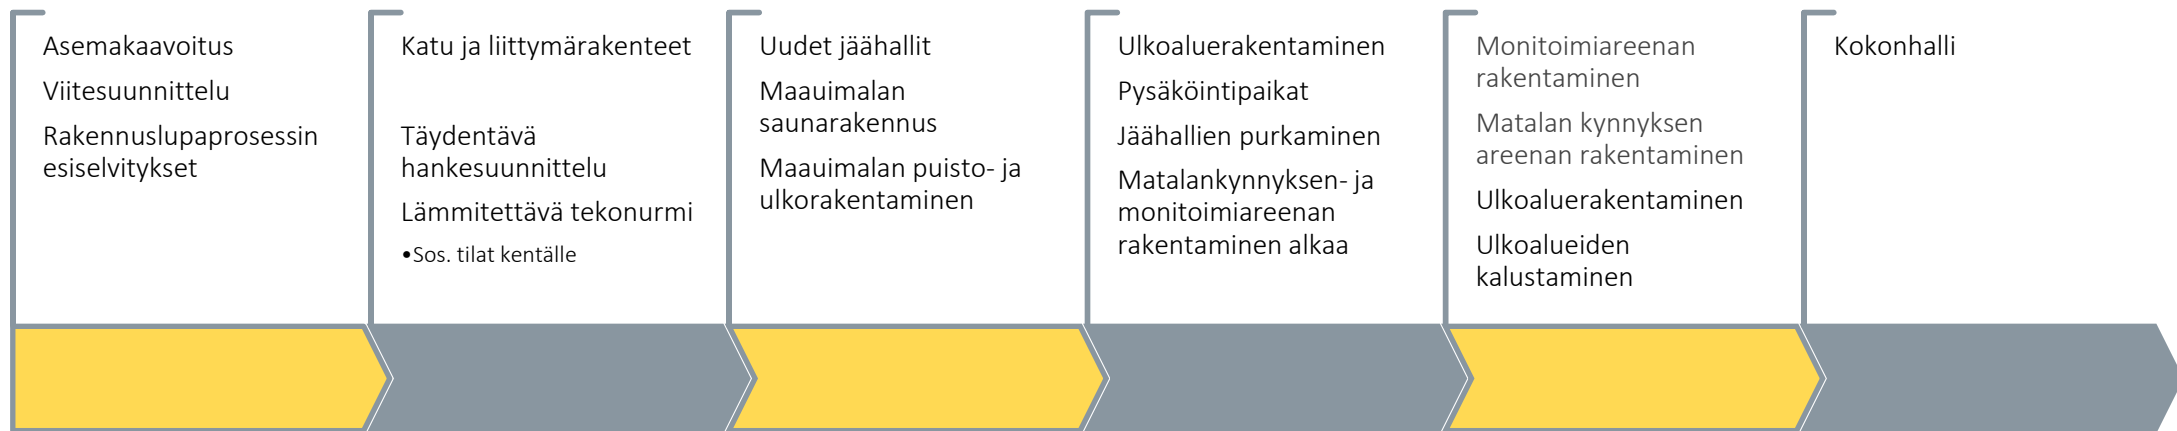 Asemakaavoitus
Viitesuunnittelu
Rakennuslupaprosessin
esiselvitykset
Katu ja liittymärakenteet
Täydentävä
hankesuunnittelu
Lämmitettävä tekonurmi
•Sos. tilat kentälle
Uudet jäähallit
Maauimalan
saunarakennus
Maauimalan puisto- ja
ulkorakentaminen
Ulkoaluerakentaminen
Pysäköintipaikat
Jäähallien purkaminen
Matalankynnyksen- ja
monitoimiareenan
rakentaminen alkaa
Monitoimiareenan
rakentaminen
Matalan kynnyksen
areenan rakentaminen
Ulkoaluerakentaminen
Ulkoalueiden
kalustaminen
Kokonhalli